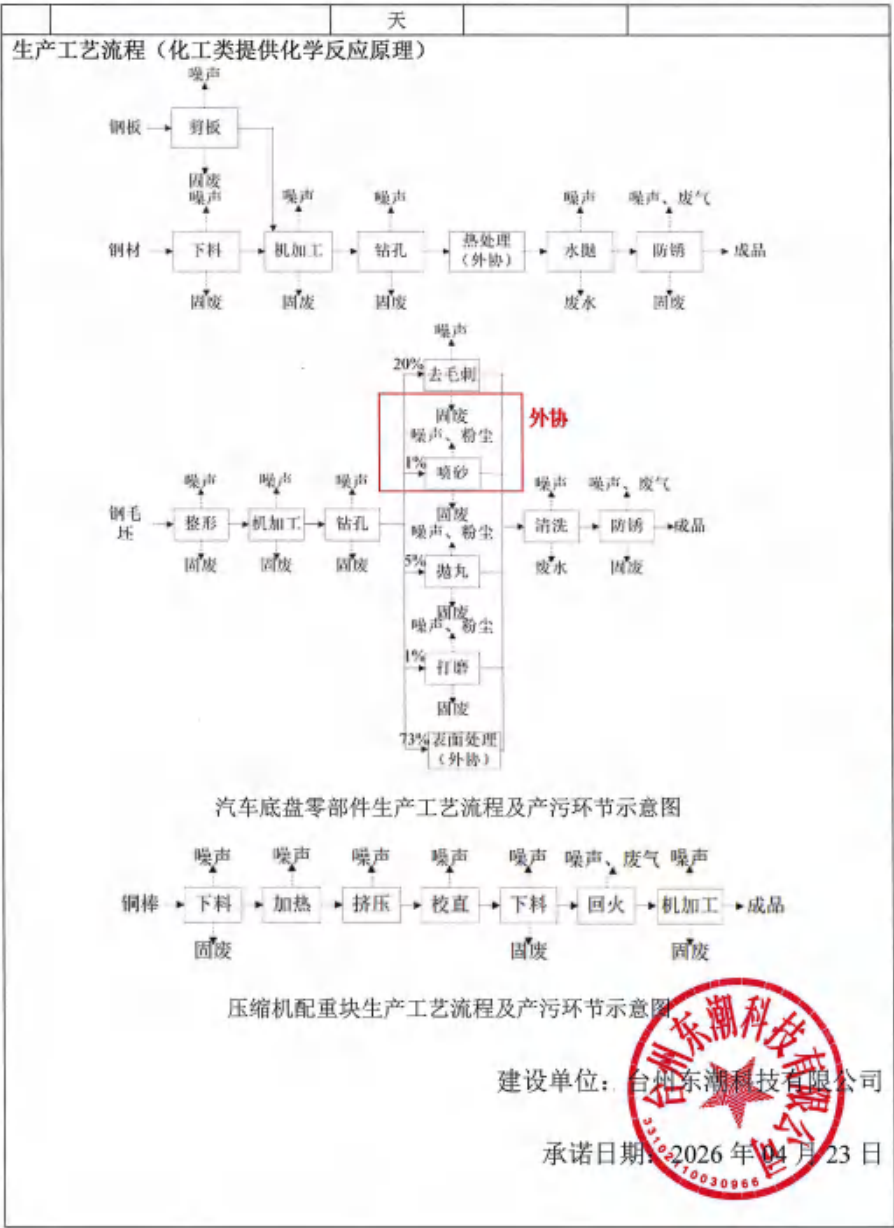 天
生产工艺流程（化工类提供化学反应原理）
噪声
钢板 剪板
固废
噪声 噪声 噪声 噪声 噪声、废气
钢材 下料 机加工 钻孔 热处理（外协） 水抛 防锈 成品
固废 固废 固废 废水 固废
噪声
20% 去毛刺
固废
外协
噪声、粉尘
1% 喷砂
噪声 噪声 噪声 噪声 噪声、废气
钢毛坯 整形 机加工 钻孔 清洗 防锈 成品
固废 固废 固废 废水 固废
固废
噪声、粉尘
5% 抛丸
固废
噪声、粉尘
1% 打磨
固废
73% 表面处理（外协）
汽车底盘零部件生产工艺流程及产污环节示意图
噪声 噪声 噪声 噪声 噪声 噪声、废气 噪声
铜棒 下料 加热 挤压 校直 下料 回火 机加工 成品
固废 固废 固废
压缩机配重块生产工艺流程及产污环节示意图
建设单位：台州东潮科技有限公司
承诺日期：2026 年 04 月 23 日
台州东潮科技有限公司
33102110030966